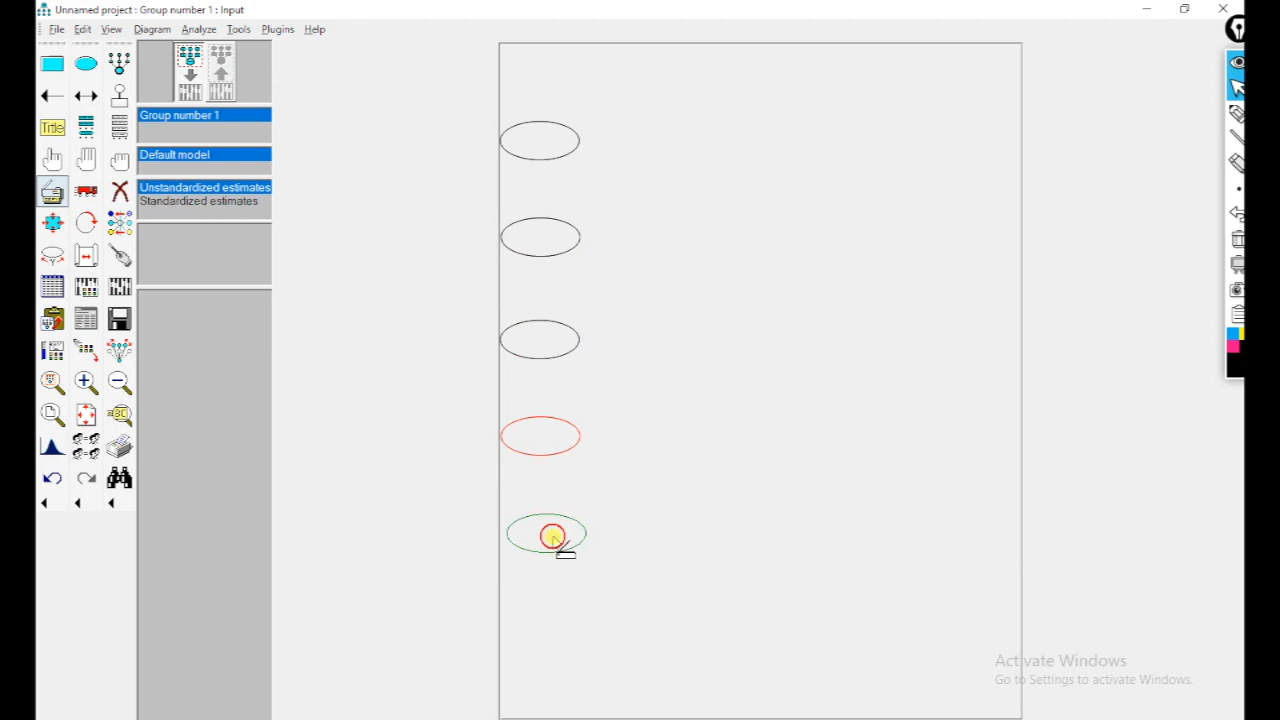 Unnamed project : Group number 1 : Input
File Edit View Diagram Analyze Tools Plugins Help
Title
Group number 1
Default model
Unstandardized estimates
Standardized estimates
Activate Windows
Go to Settings to activate Windows.